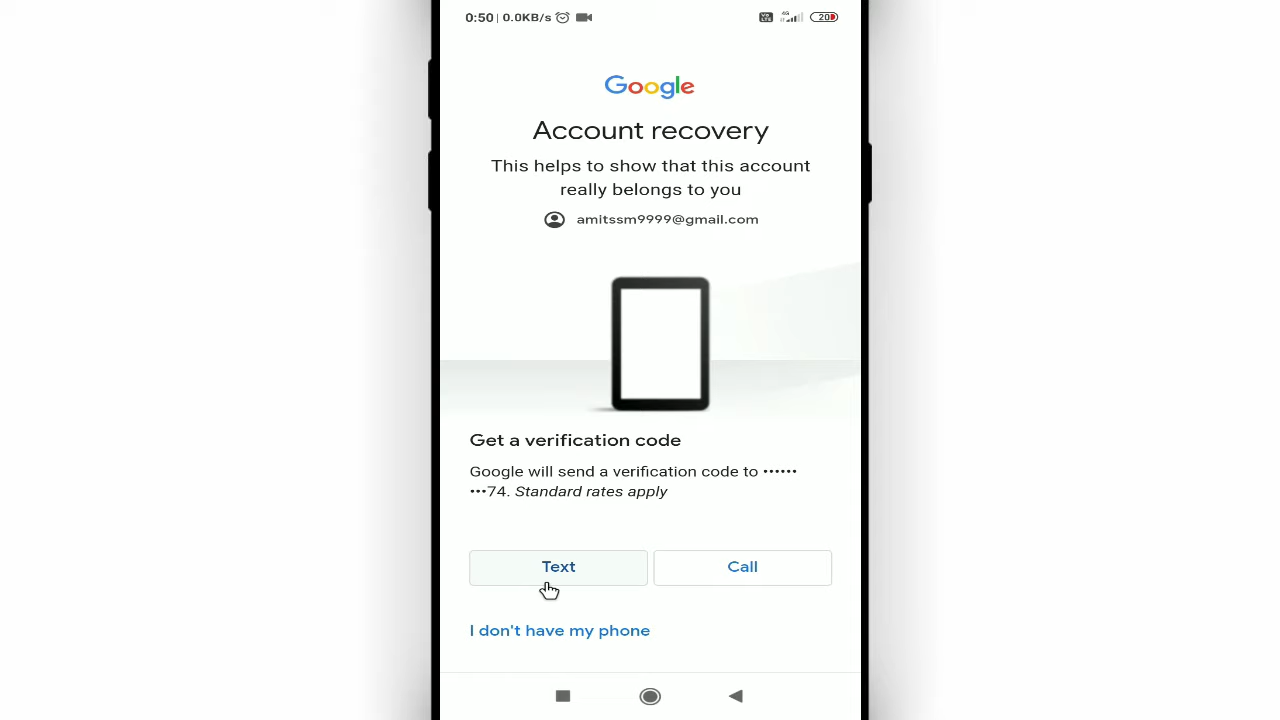 0:50 | 0.0KB/s
4G
20
Google
Account recovery
This helps to show that this account
really belongs to you
amitssm9999@gmail.com
Get a verification code
Google will send a verification code to ••••••
•••74. Standard rates apply
Text
Call
I don't have my phone